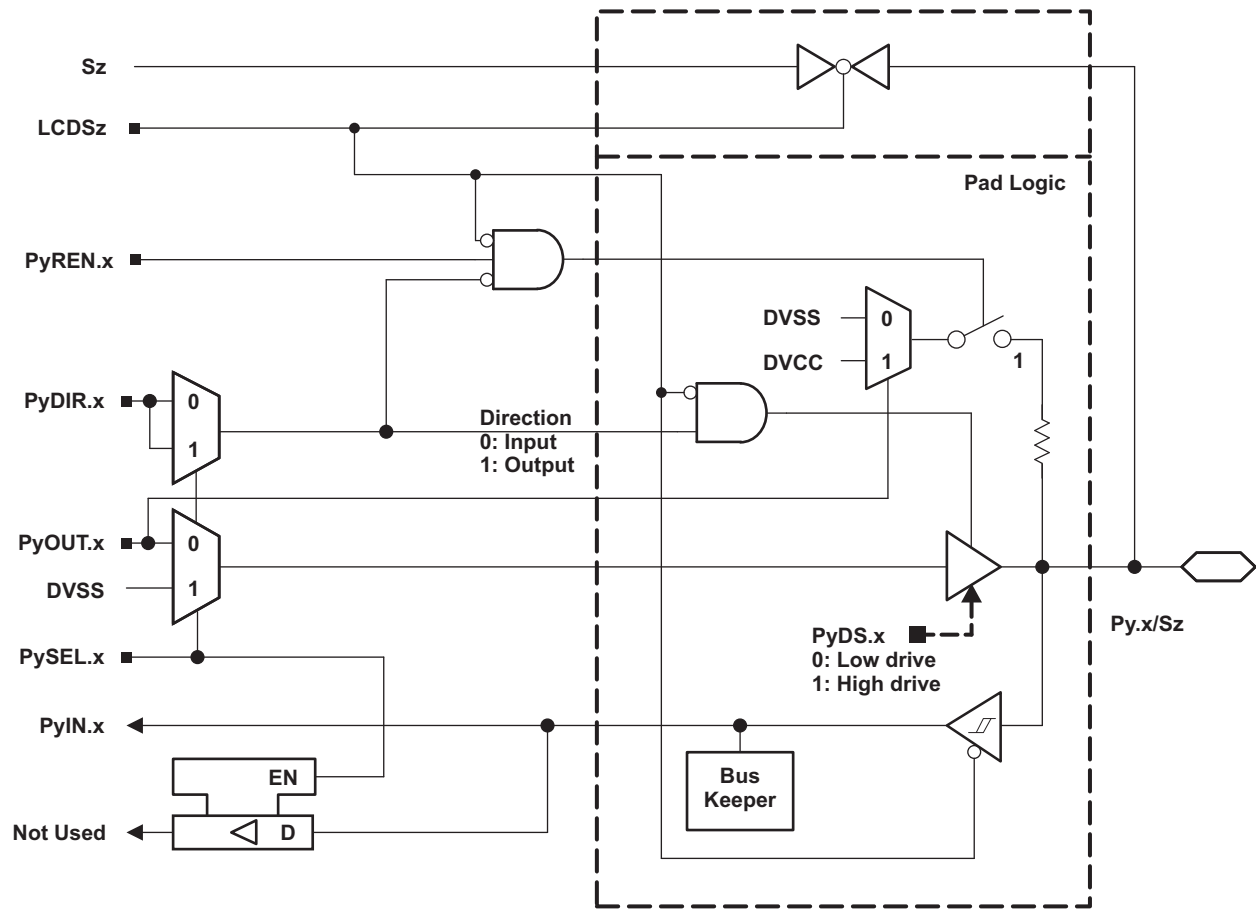 Sz
LCDSz
Pad Logic
PyREN.x
DVSS
0
DVCC
1
1
PyDIR.x
0
1
Direction
0: Input
1: Output
PyOUT.x
0
DVSS
1
PySEL.x
PyDS.x
0: Low drive
1: High drive
Py.x/Sz
PyIN.x
Bus
Keeper
EN
D
Not Used